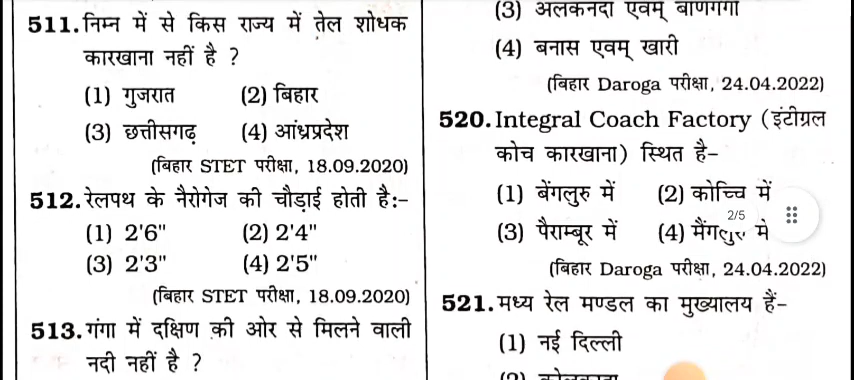 511. निम्न में से किस राज्य में तेल शोधक
कारखाना नहीं है ?
(1) गुजरात (2) बिहार
(3) छत्तीसगढ़ (4) आंध्रप्रदेश
(बिहार STET परीक्षा, 18.09.2020)
512. रेलपथ के नैरोगेज की चौड़ाई होती है:-
(1) 2'6" (2) 2'4"
(3) 2'3" (4) 2'5"
(बिहार STET परीक्षा, 18.09.2020)
513. गंगा में दक्षिण की ओर से मिलने वाली
नदी नहीं है ?
(3) अलकनंदा एवम् बाणगंगा
(4) बनास एवम् खारी
(बिहार Daroga परीक्षा, 24.04.2022)
520. Integral Coach Factory (इंटीग्रल
कोच कारखाना) स्थित है-
(1) बेंगलुरु में (2) कोच्चि में
2/5
(3) पैराम्बूर में (4) मैंगलुरु में
(बिहार Daroga परीक्षा, 24.04.2022)
521. मध्य रेल मण्डल का मुख्यालय हैं-
(1) नई दिल्ली